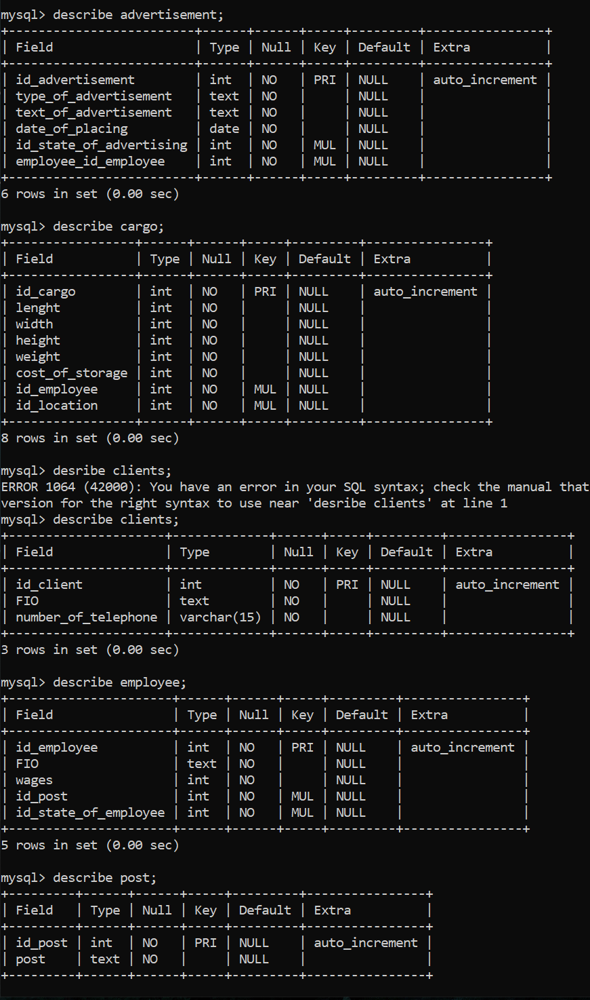 mysql> describe advertisement;
+--------------------------+------+------+-----+---------+----------------+
| Field                    | Type | Null | Key | Default | Extra          |
+--------------------------+------+------+-----+---------+----------------+
| id_advertisement         | int  | NO   | PRI | NULL    | auto_increment |
| type_of_advertisement    | text | NO   |     | NULL    |                |
| text_of_advertisement    | text | NO   |     | NULL    |                |
| date_of_placing          | date | NO   |     | NULL    |                |
| id_state_of_advertising | int  | NO   | MUL | NULL    |                |
| employee_id_employee     | int  | NO   | MUL | NULL    |                |
+--------------------------+------+------+-----+---------+----------------+
6 rows in set (0.00 sec)
mysql> describe cargo;
+-----------------+------+------+-----+---------+----------------+
| Field           | Type | Null | Key | Default | Extra          |
+-----------------+------+------+-----+---------+----------------+
| id_cargo        | int  | NO   | PRI | NULL    | auto_increment |
| lenght          | int  | NO   |     | NULL    |                |
| width           | int  | NO   |     | NULL    |                |
| height          | int  | NO   |     | NULL    |                |
| weight          | int  | NO   |     | NULL    |                |
| cost_of_storage | int  | NO   |     | NULL    |                |
| id_employee     | int  | NO   | MUL | NULL    |                |
| id_location     | int  | NO   | MUL | NULL    |                |
+-----------------+------+------+-----+---------+----------------+
8 rows in set (0.00 sec)
mysql> desribe clients;
ERROR 1064 (42000): You have an error in your SQL syntax; check the manual that
version for the right syntax to use near 'desribe clients' at line 1
mysql> describe clients;
+---------------------+-------------+------+-----+---------+----------------+
| Field               | Type        | Null | Key | Default | Extra          |
+---------------------+-------------+------+-----+---------+----------------+
| id_client           | int         | NO   | PRI | NULL    | auto_increment |
| FIO                 | text        | NO   |     | NULL    |                |
| number_of_telephone | varchar(15) | NO   |     | NULL    |                |
+---------------------+-------------+------+-----+---------+----------------+
3 rows in set (0.00 sec)
mysql> describe employee;
+----------------------+------+------+-----+---------+----------------+
| Field                | Type | Null | Key | Default | Extra          |
+----------------------+------+------+-----+---------+----------------+
| id_employee          | int  | NO   | PRI | NULL    | auto_increment |
| FIO                  | text | NO   |     | NULL    |                |
| wages                | int  | NO   |     | NULL    |                |
| id_post              | int  | NO   | MUL | NULL    |                |
| id_state_of_employee | int  | NO   | MUL | NULL    |                |
+----------------------+------+------+-----+---------+----------------+
5 rows in set (0.00 sec)
mysql> describe post;
+---------+------+------+-----+---------+----------------+
| Field   | Type | Null | Key | Default | Extra          |
+---------+------+------+-----+---------+----------------+
| id_post | int  | NO   | PRI | NULL    | auto_increment |
| post    | text | NO   |     | NULL    |                |
+---------+------+------+-----+---------+----------------+